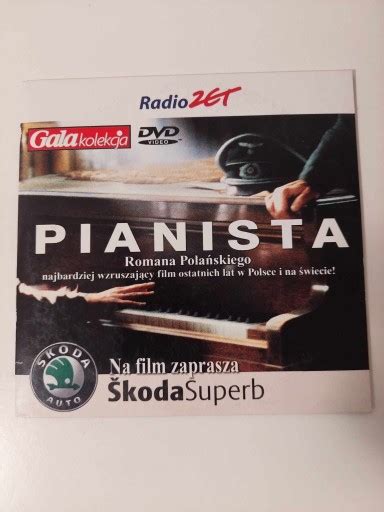 Radio ZET
Gala kolekcja
DVD
VIDEO
PIANISTA
Romana Polańskiego
najbardziej wzruszający film ostatnich lat w Polsce i na świecie!
ŠKODA
AUTO
Na film zaprasza
ŠkodaSuperb